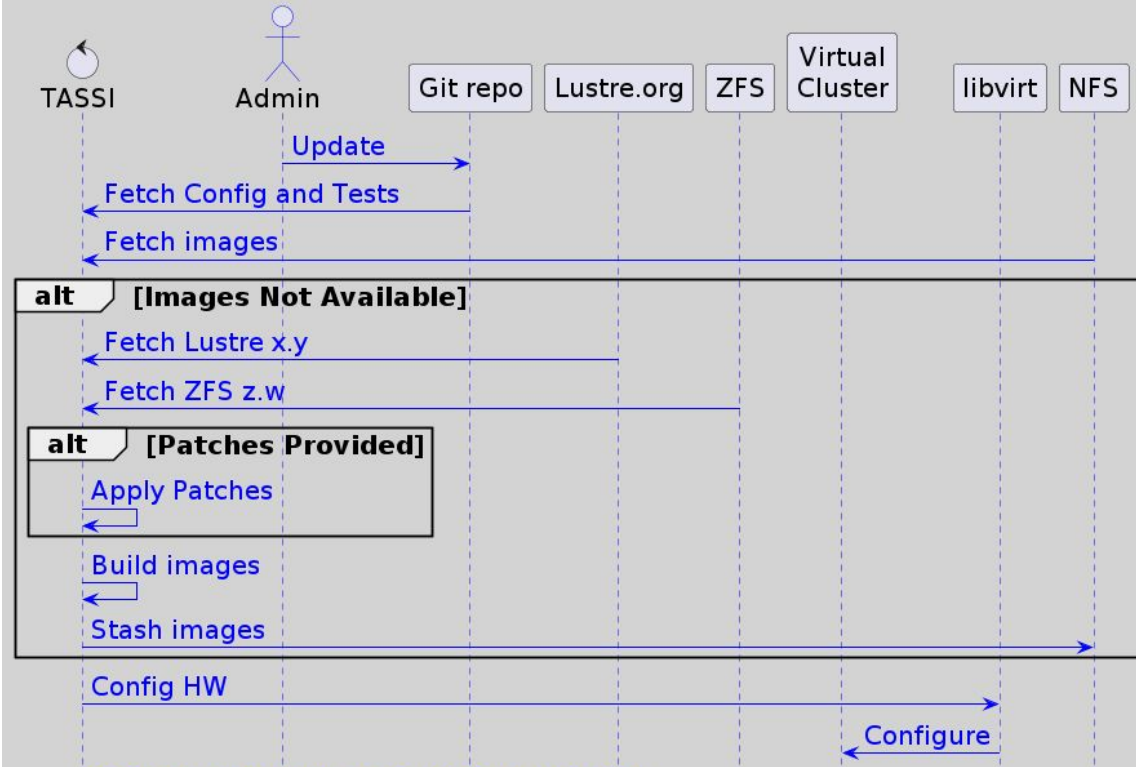 TASSI
Admin
Git repo
Lustre.org
ZFS
Virtual
Cluster
libvirt
NFS
Update
Fetch Config and Tests
Fetch images
alt [Images Not Available]
Fetch Lustre x.y
Fetch ZFS z.w
alt [Patches Provided]
Apply Patches
Build images
Stash images
Config HW
Configure